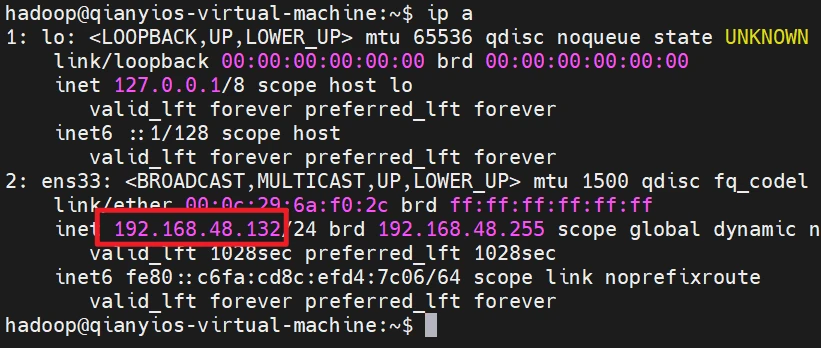 hadoop@qianyios-virtual-machine:~$ ip a
1: lo: <LOOPBACK,UP,LOWER_UP> mtu 65536 qdisc noqueue state UNKNOWN
link/loopback 00:00:00:00:00:00 brd 00:00:00:00:00:00
inet 127.0.0.1/8 scope host lo
valid_lft forever preferred_lft forever
inet6 ::1/128 scope host
valid_lft forever preferred_lft forever
2: ens33: <BROADCAST,MULTICAST,UP,LOWER_UP> mtu 1500 qdisc fq_codel
link/ether 00:0c:29:6a:f0:2c brd ff:ff:ff:ff:ff:ff
inet 192.168.48.132/24 brd 192.168.48.255 scope global dynamic n
valid_lft 1028sec preferred_lft 1028sec
inet6 fe80::c6fa:cd8c:efd4:7c06/64 scope link noprefixroute
valid_lft forever preferred_lft forever
hadoop@qianyios-virtual-machine:~$